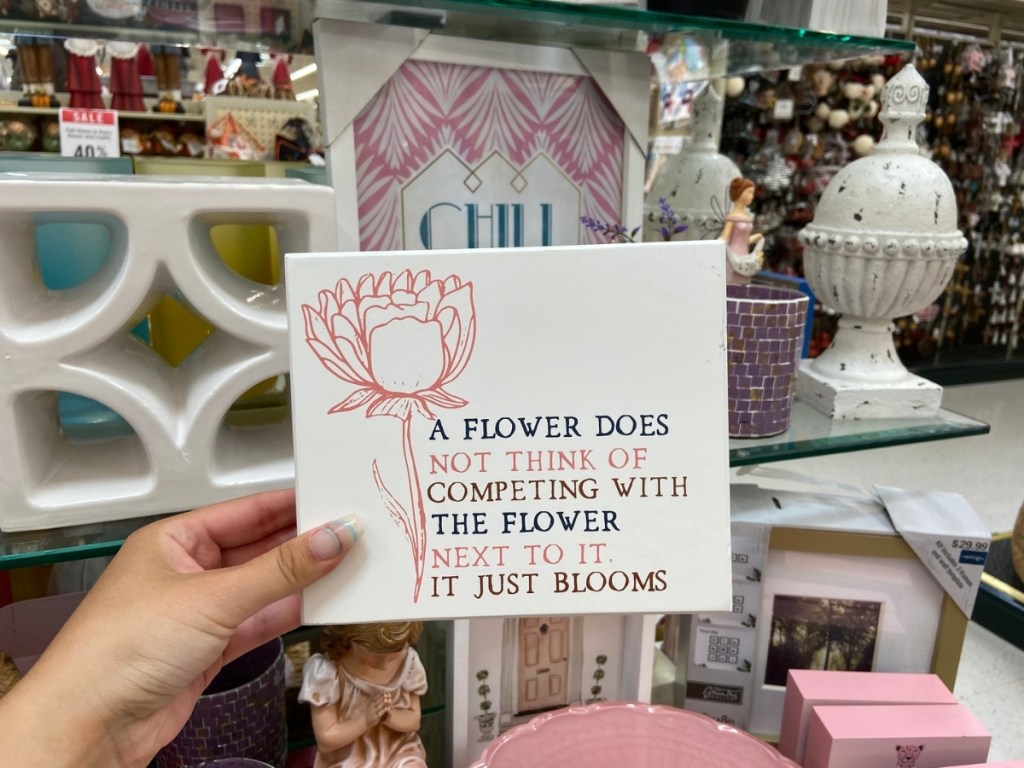 SALE
40%
CHILL
A FLOWER DOES
NOT THINK OF
COMPETING WITH
THE FLOWER
NEXT TO IT.
IT JUST BLOOMS
$29.99